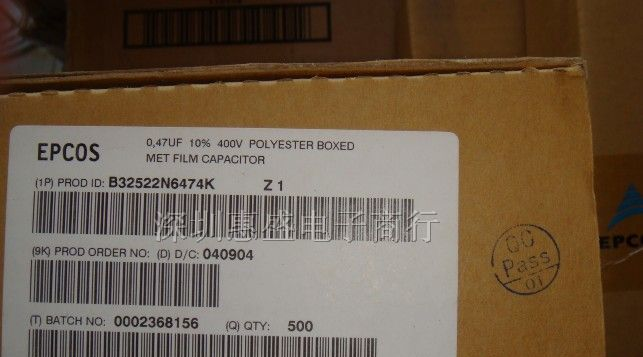 EPCOS
0,47UF 10% 400V POLYESTER BOXED
MET FILM CAPACITOR
(1P) PROD ID: B32522N6474K Z 1
深圳惠盛电子商行
(9K) PROD ORDER NO: (D) D/C: 040904
(T) BATCH NO: 0002368156 (Q) QTY: 500
QC
Pass
01
EPCO